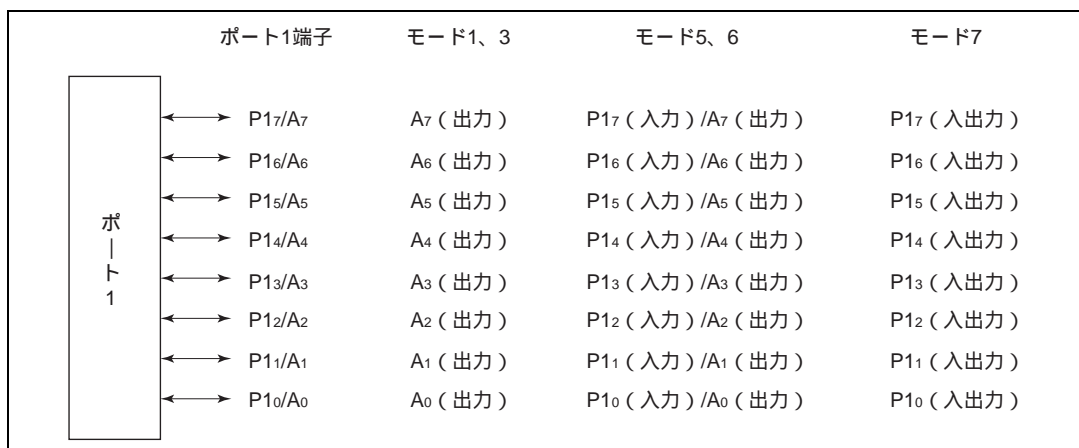 ポート1端子 モード1、3 モード5、6 モード7
ポート1
P17/A7 A7(出力) P17(入力)/A7(出力) P17(入出力)
P16/A6 A6(出力) P16(入力)/A6(出力) P16(入出力)
P15/A5 A5(出力) P15(入力)/A5(出力) P15(入出力)
P14/A4 A4(出力) P14(入力)/A4(出力) P14(入出力)
P13/A3 A3(出力) P13(入力)/A3(出力) P13(入出力)
P12/A2 A2(出力) P12(入力)/A2(出力) P12(入出力)
P11/A1 A1(出力) P11(入力)/A1(出力) P11(入出力)
P10/A0 A0(出力) P10(入力)/A0(出力) P10(入出力)